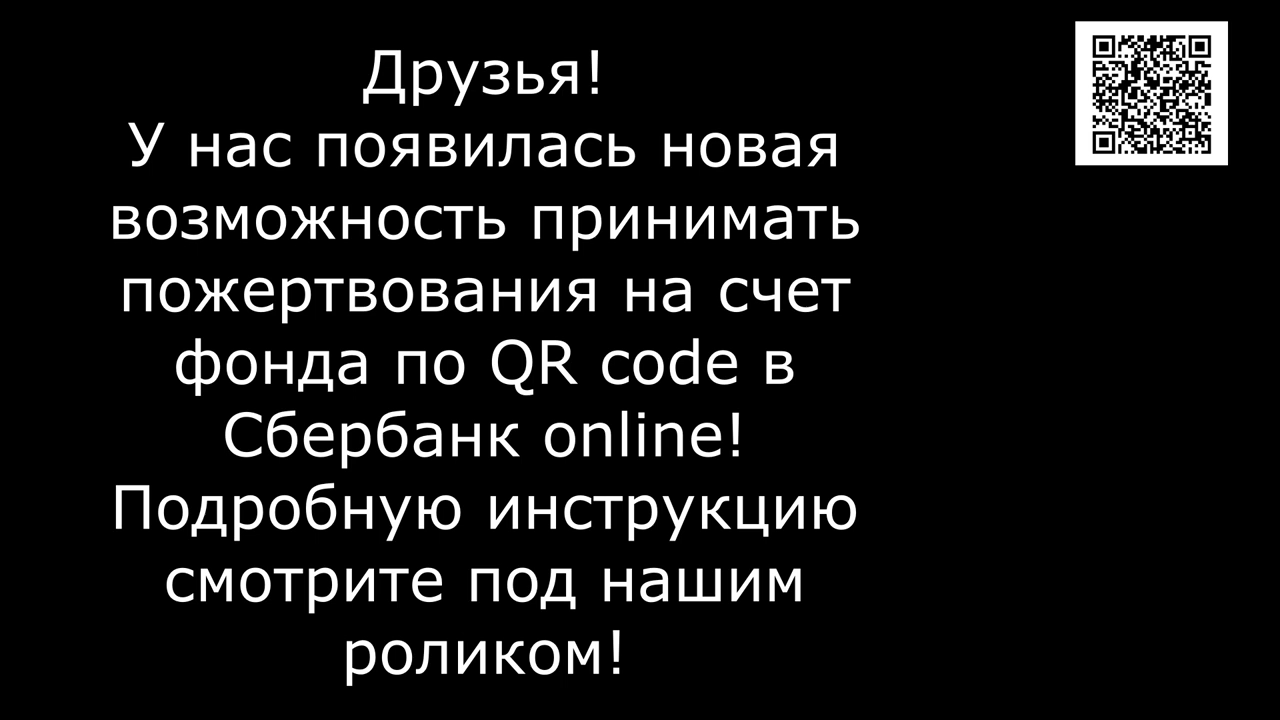 Друзья!
У нас появилась новая
возможность принимать
пожертвования на счет
фонда по QR code в
Сбербанк online!
Подробную инструкцию
смотрите под нашим
роликом!